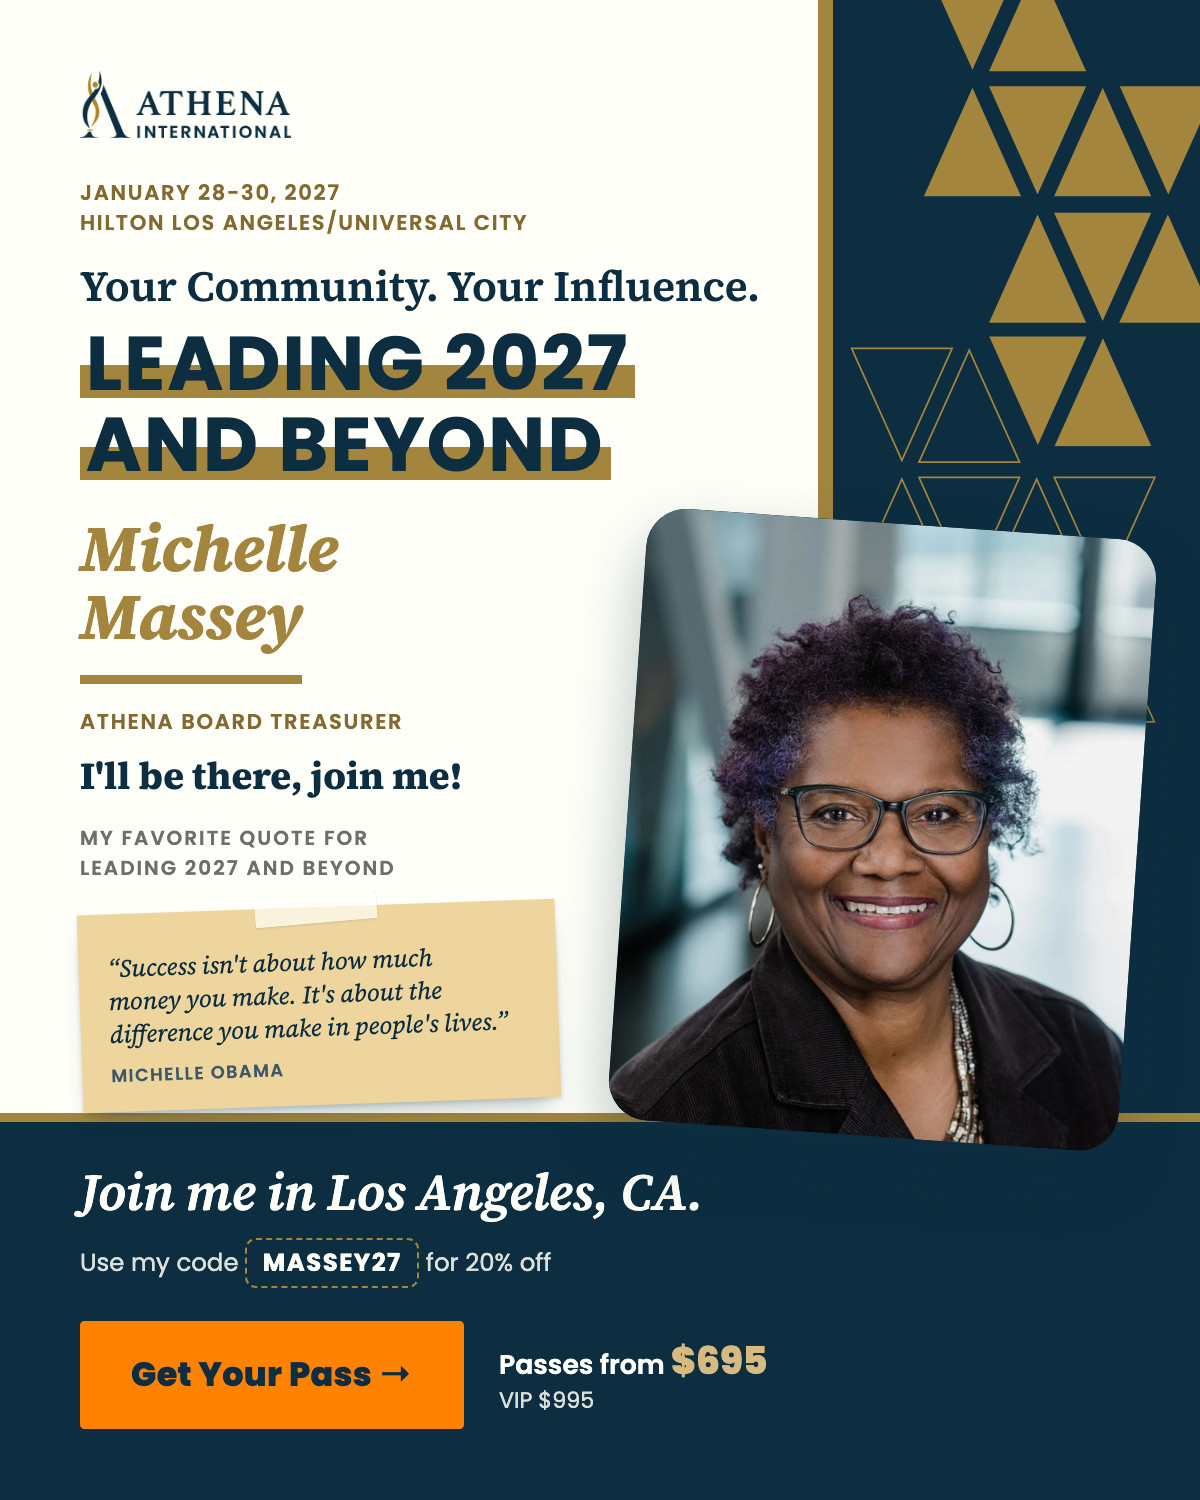 ATHENA
INTERNATIONAL
JANUARY 28-30, 2027
HILTON LOS ANGELES/UNIVERSAL CITY
Your Community. Your Influence.
LEADING 2027
AND BEYOND
Michelle
Massey
ATHENA BOARD TREASURER
I'll be there, join me!
MY FAVORITE QUOTE FOR
LEADING 2027 AND BEYOND
“Success isn't about how much
money you make. It's about the
difference you make in people's lives.”
MICHELLE OBAMA
Join me in Los Angeles, CA.
Use my code MASSEY27 for 20% off
Get Your Pass →
Passes from $695
VIP $995